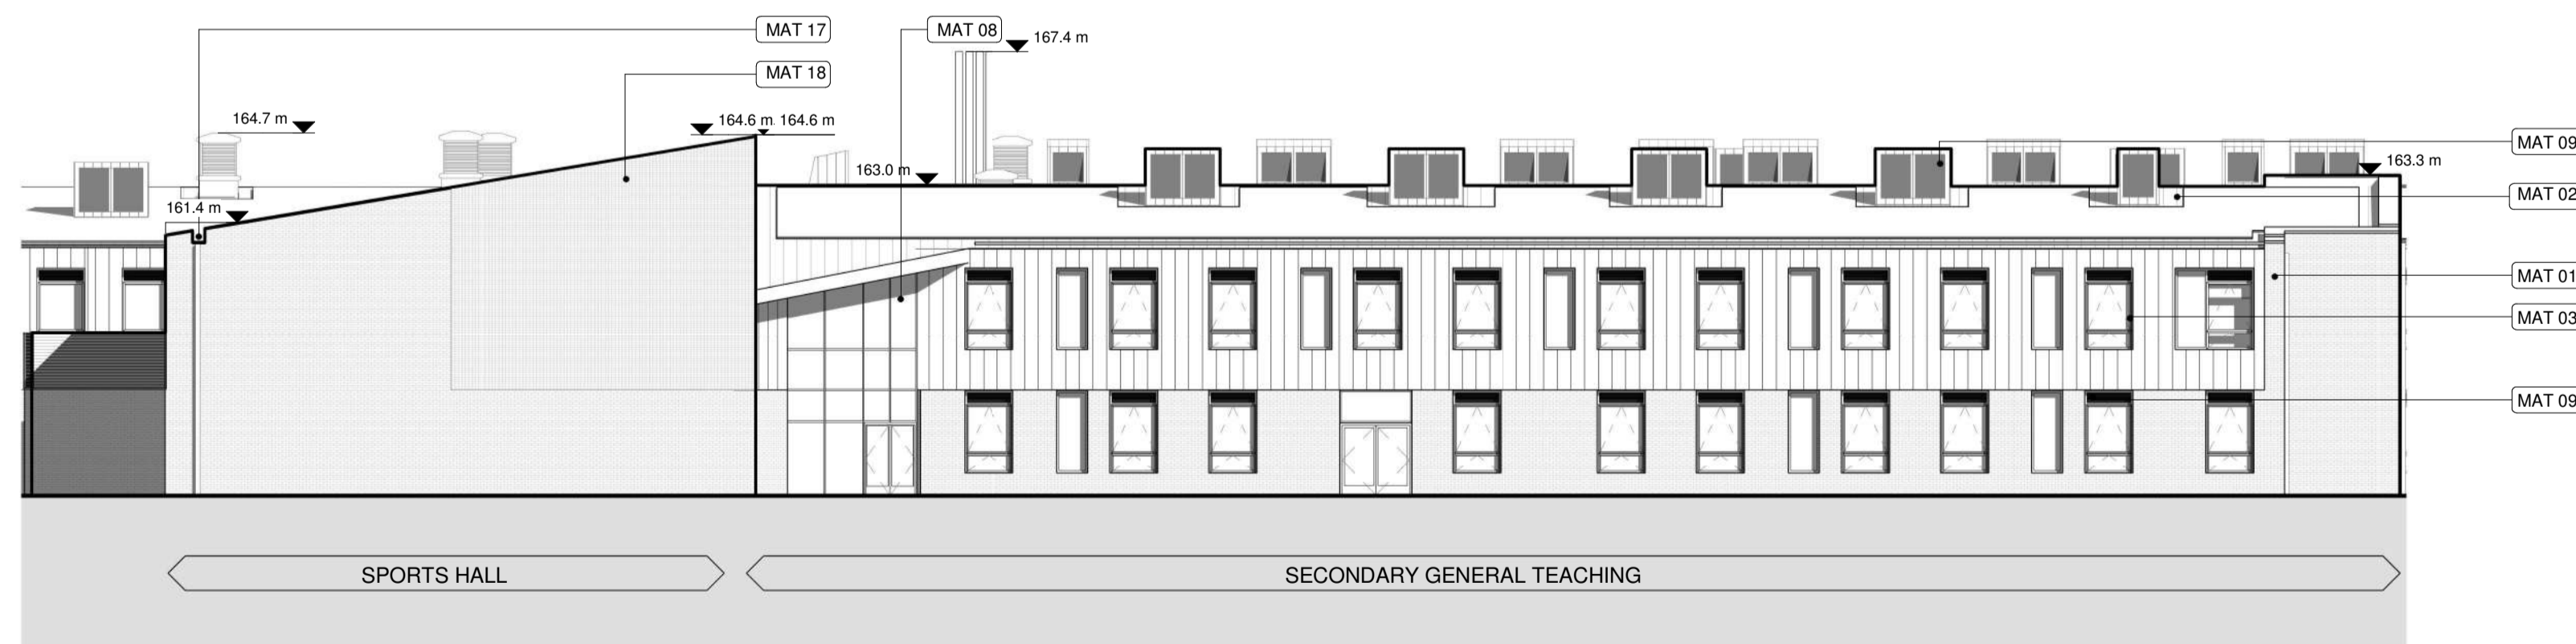 MAT 17
MAT 08
167.4 m
MAT 18
164.7 m
164.6 m
164.6 m
MAT 09
163.0 m
163.3 m
MAT 02
161.4 m
MAT 01
MAT 03
MAT 09
SPORTS HALL
SECONDARY GENERAL TEACHING